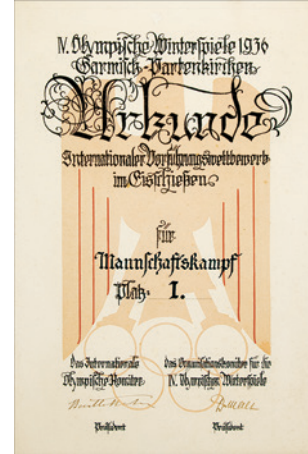 IV. Olympische Winterspiele 1936
Garmisch-Partenkirchen
Urkunde
Internationaler Vorführungswettbewerb
im Eisschießen
für
Mannschaftskampf
Platz: I.
Das Internationale
Olympische Komitee
das Organisationskomitee für die
IV. Olympischen Winterspiele
Präsident
Präsident